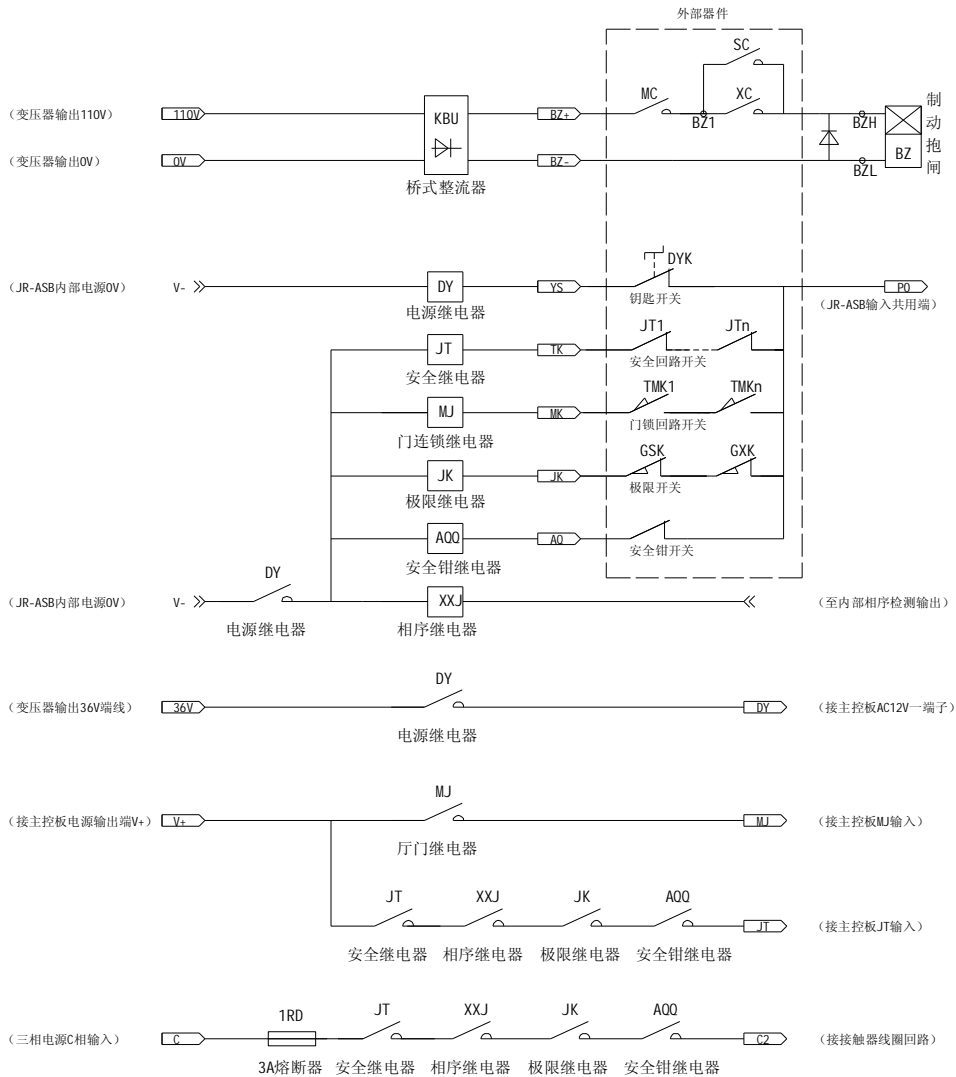 外部器件
SC
MC
XC
制动抱闸
（变压器输出110V）
110V
KBU
BZ+
BZ1
BZH
（变压器输出0V）
0V
BZ-
BZL
BZ
桥式整流器
DYK
（JR-ASB内部电源0V）
V-
DY
YS
钥匙开关
PO
电源继电器
（JR-ASB输入共用端）
JT1
JTn
JT
TK
安全回路开关
安全继电器
TMK1
TMKn
MJ
MK
门锁回路开关
门连锁继电器
GSK
GXK
JK
JK
极限开关
极限继电器
AQQ
AQ
安全钳开关
安全钳继电器
DY
（JR-ASB内部电源0V）
V-
XXJ
（至内部相序检测输出）
电源继电器
相序继电器
DY
（变压器输出36V端线）
36V
DY
（接主控板AC12V一端子）
电源继电器
MJ
（接主控板电源输出端V+）
V+
MJ
（接主控板MJ输入）
厅门继电器
JT
XXJ
JK
AQQ
JT
（接主控板JT输入）
安全继电器
相序继电器
极限继电器
安全钳继电器
1RD
JT
XXJ
JK
AQQ
（三相电源C相输入）
C
C2
（接接触器线圈回路）
3A熔断器
安全继电器
相序继电器
极限继电器
安全钳继电器